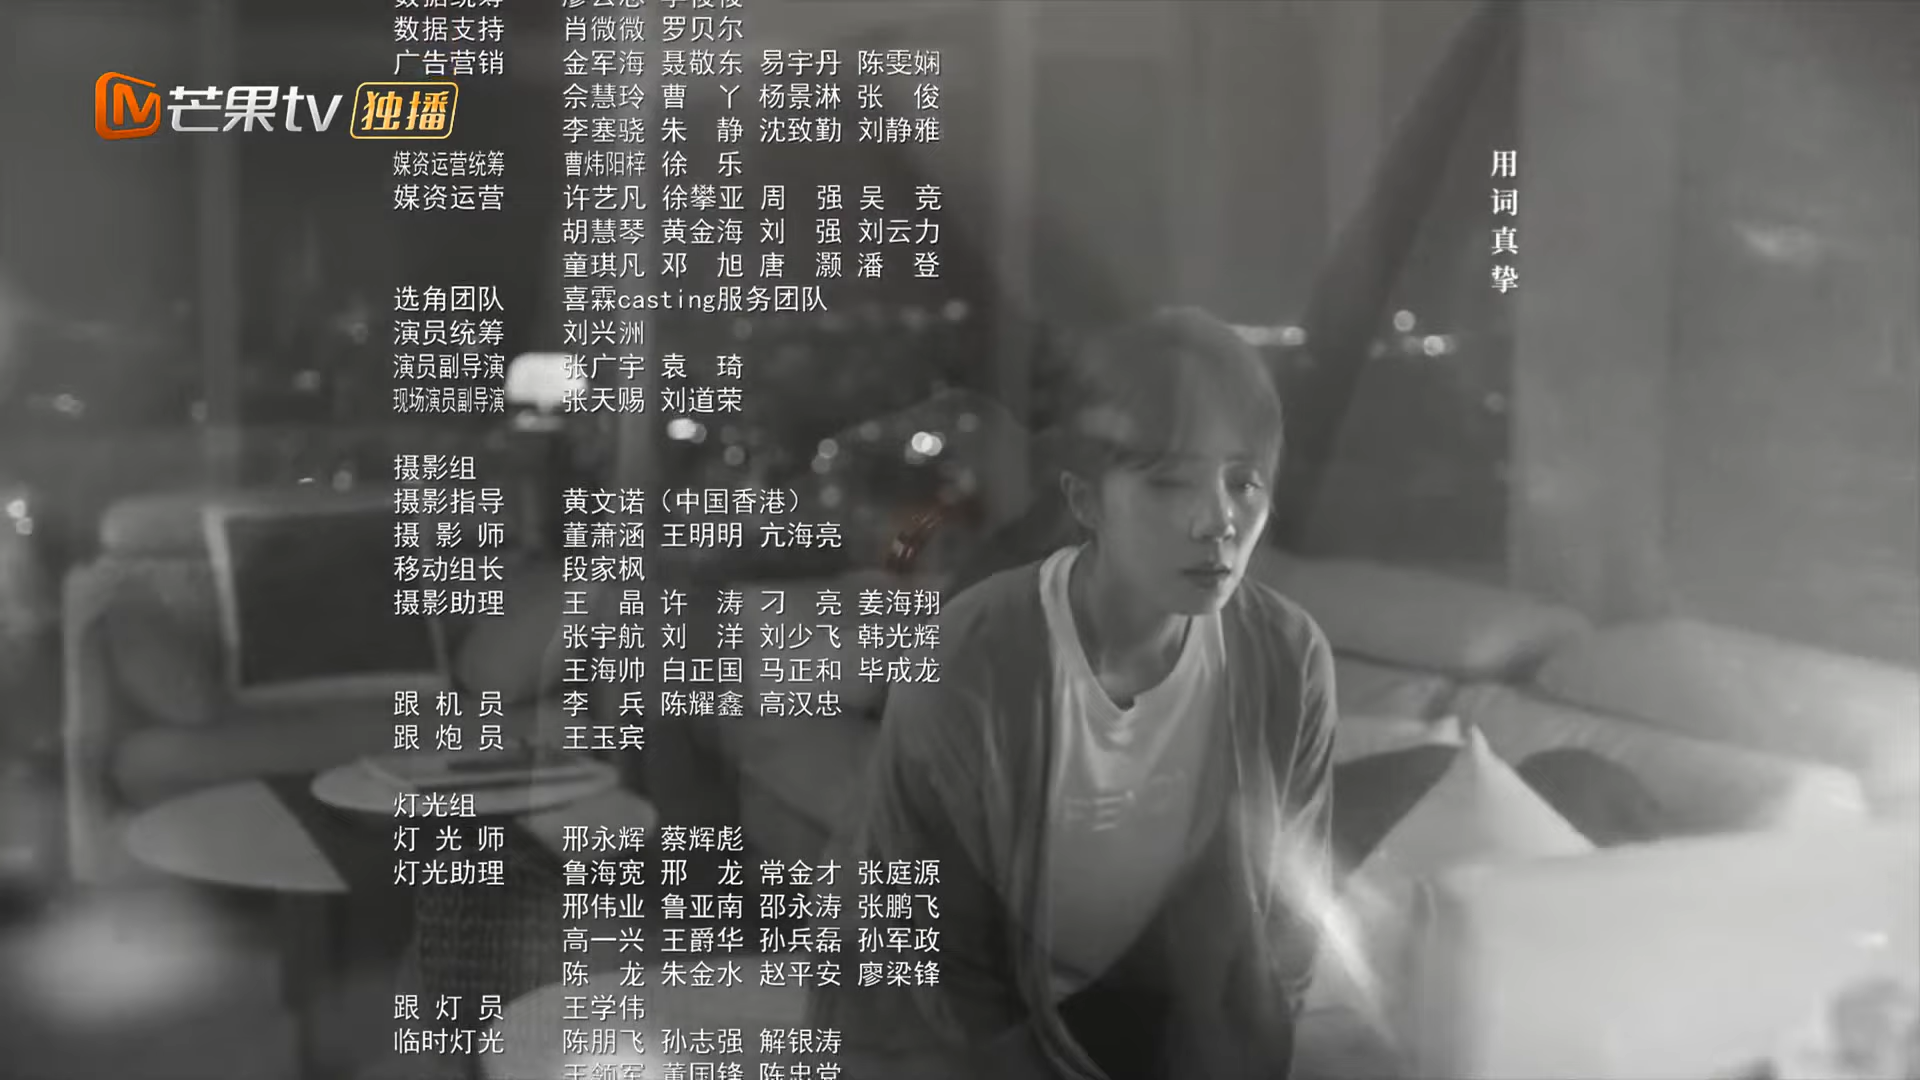 数据支持 肖微微 罗贝尔
广告营销 金军海 聂敬东 易宇丹 陈雯娴
佘慧玲 曹 丫 杨景淋 张 俊
李塞骁 朱 静 沈致勤 刘静雅
媒资运营统筹 曹炜阳梓 徐 乐
媒资运营 许艺凡 徐攀亚 周 强 吴 竞
胡慧琴 黄金海 刘 强 刘云力
童琪凡 邓 旭 唐 灏 潘 登
选角团队 喜霖casting服务团队
演员统筹 刘兴洲
演员副导演 张广宇 袁 琦
现场演员副导演 张天赐 刘道荣
摄影组
摄影指导 黄文诺（中国香港）
摄 影 师 董萧涵 王明明 亢海亮
移动组长 段家枫
摄影助理 王 晶 许 涛 刁 亮 姜海翔
张宇航 刘 洋 刘少飞 韩光辉
王海帅 白正国 马正和 毕成龙
跟 机 员 李 兵 陈耀鑫 高汉忠
跟 炮 员 王玉宾
灯光组
灯 光 师 邢永辉 蔡辉彪
灯光助理 鲁海宽 邢 龙 常金才 张庭源
邢伟业 鲁亚南 邵永涛 张鹏飞
高一兴 王爵华 孙兵磊 孙军政
陈 龙 朱金水 赵平安 廖梁锋
跟 灯 员 王学伟
临时灯光 陈朋飞 孙志强 解银涛
王领军 董国锋 陈忠堂
芒果tv 独播
用词真挚